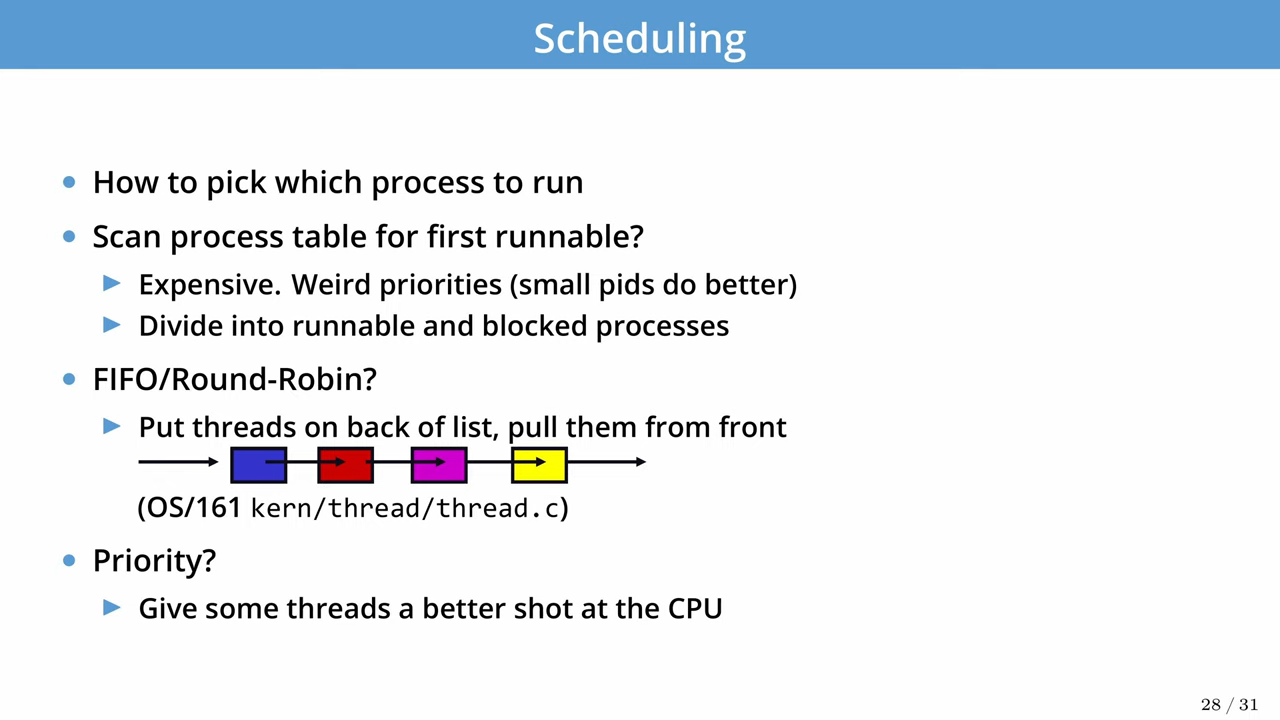 Scheduling
How to pick which process to run
Scan process table for first runnable?
Expensive. Weird priorities (small pids do better)
Divide into runnable and blocked processes
FIFO/Round-Robin?
Put threads on back of list, pull them from front
(OS/161 kern/thread/thread.c)
Priority?
Give some threads a better shot at the CPU
28 / 31